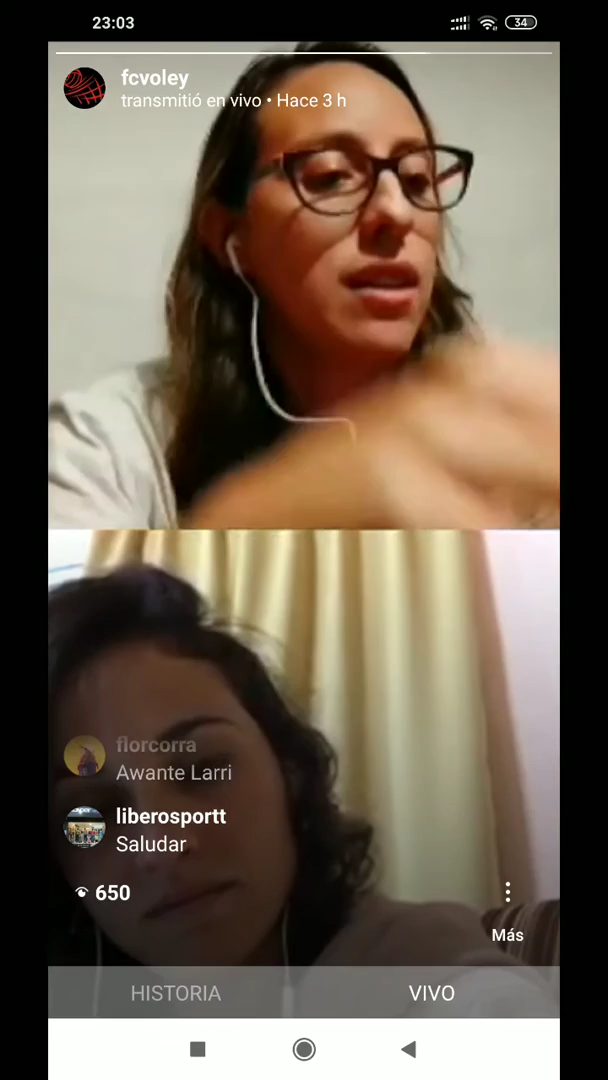 23:03
34
fcvoley
transmitió en vivo • Hace 3 h
florcorra
Awante Larri
liberosportt
Saludar
650
Más
HISTORIA
VIVO